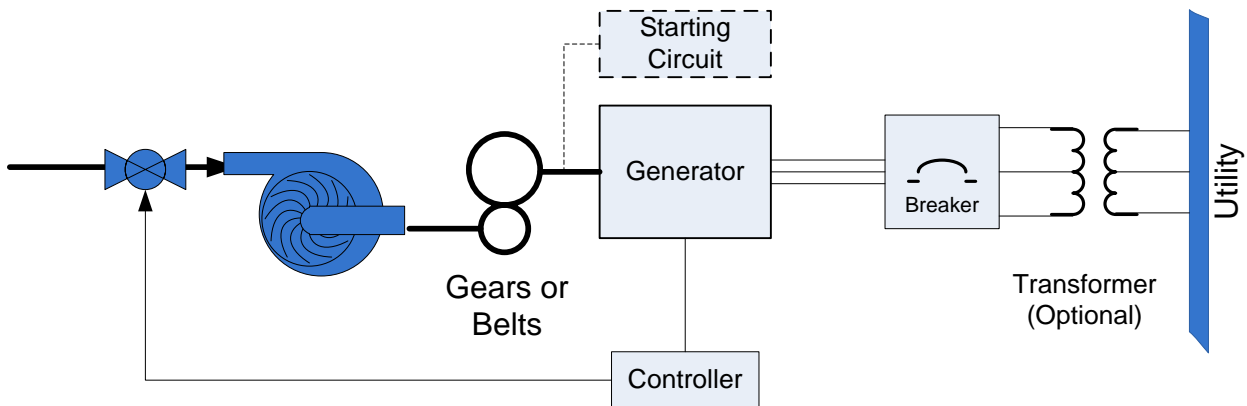 Starting
Circuit
Generator
Breaker
Utility
Gears or
Belts
Transformer
(Optional)
Controller